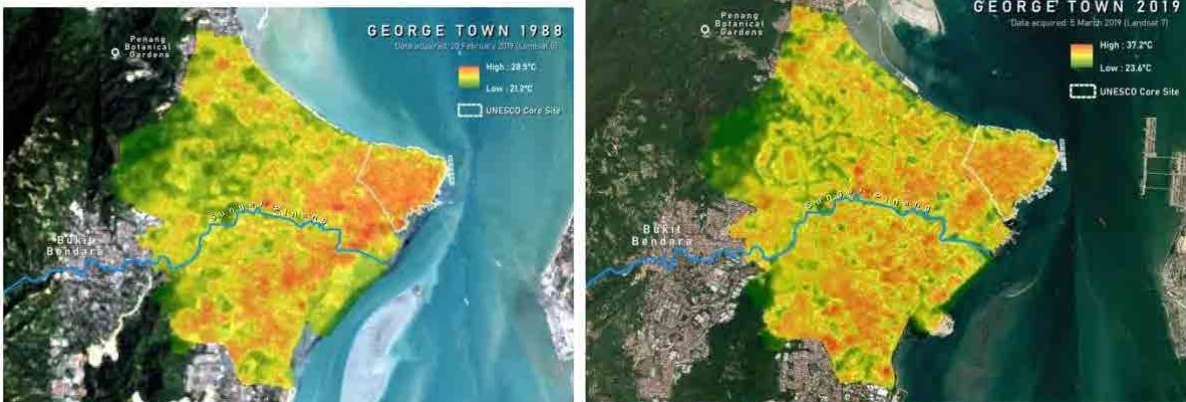 GEORGE TOWN 1988
Data acquired: 20 February 2019 (Landsat 8)
Penang
Botanical
Gardens
High : 28.5°C
Low : 21.2°C
UNESCO Core Site
Sungai Pinang
Bukit
Bendara
GEORGE TOWN 2019
Data acquired: 5 March 2019 (Landsat 7)
Penang
Botanical
Gardens
High : 37.2°C
Low : 23.6°C
UNESCO Core Site
Sungai Pinang
Bukit
Bendara